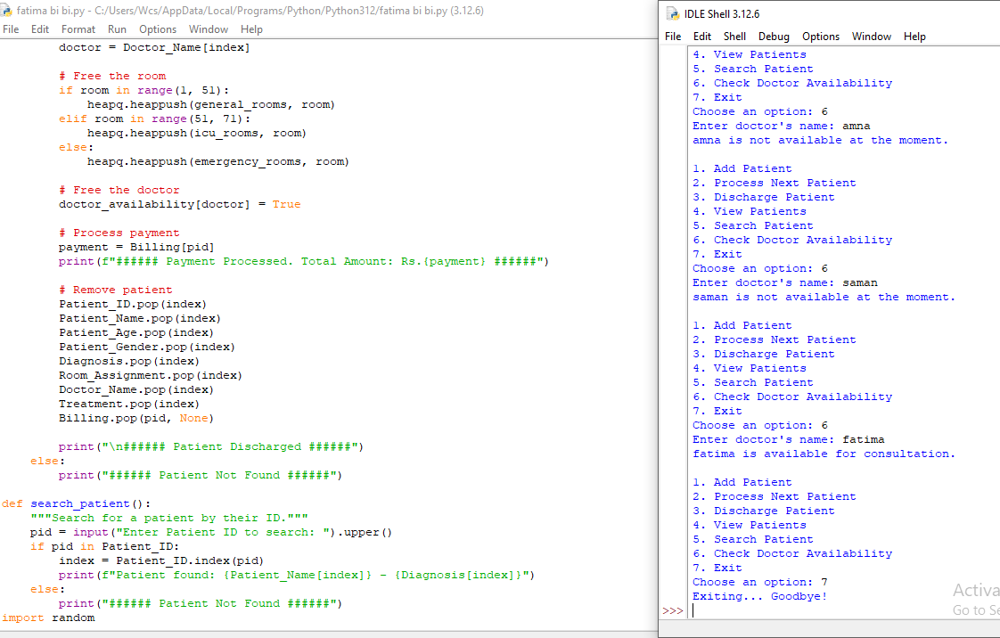 fatima bi bi.py - C:/Users/Wcs/AppData/Local/Programs/Python/Python312/fatima bi bi.py (3.12.6)
File Edit Format Run Options Window Help
        doctor = Doctor_Name[index]

        # Free the room
        if room in range(1, 51):
            heapq.heappush(general_rooms, room)
        elif room in range(51, 71):
            heapq.heappush(icu_rooms, room)
        else:
            heapq.heappush(emergency_rooms, room)

        # Free the doctor
        doctor_availability[doctor] = True

        # Process payment
        payment = Billing[pid]
        print(f"###### Payment Processed. Total Amount: Rs.{payment} ######")

        # Remove patient
        Patient_ID.pop(index)
        Patient_Name.pop(index)
        Patient_Age.pop(index)
        Patient_Gender.pop(index)
        Diagnosis.pop(index)
        Room_Assignment.pop(index)
        Doctor_Name.pop(index)
        Treatment.pop(index)
        Billing.pop(pid, None)

        print("\n###### Patient Discharged ######")
    else:
        print("###### Patient Not Found ######")

def search_patient():
    """Search for a patient by their ID."""
    pid = input("Enter Patient ID to search: ").upper()
    if pid in Patient_ID:
        index = Patient_ID.index(pid)
        print(f"Patient found: {Patient_Name[index]} - {Diagnosis[index]}")
    else:
        print("###### Patient Not Found ######")
import random
IDLE Shell 3.12.6
File Edit Shell Debug Options Window Help
4. View Patients
5. Search Patient
6. Check Doctor Availability
7. Exit
Choose an option: 6
Enter doctor's name: amna
amna is not available at the moment.

1. Add Patient
2. Process Next Patient
3. Discharge Patient
4. View Patients
5. Search Patient
6. Check Doctor Availability
7. Exit
Choose an option: 6
Enter doctor's name: saman
saman is not available at the moment.

1. Add Patient
2. Process Next Patient
3. Discharge Patient
4. View Patients
5. Search Patient
6. Check Doctor Availability
7. Exit
Choose an option: 6
Enter doctor's name: fatima
fatima is available for consultation.

1. Add Patient
2. Process Next Patient
3. Discharge Patient
4. View Patients
5. Search Patient
6. Check Doctor Availability
7. Exit
Choose an option: 7
Exiting... Goodbye!
>>>
Activa
Go to Se